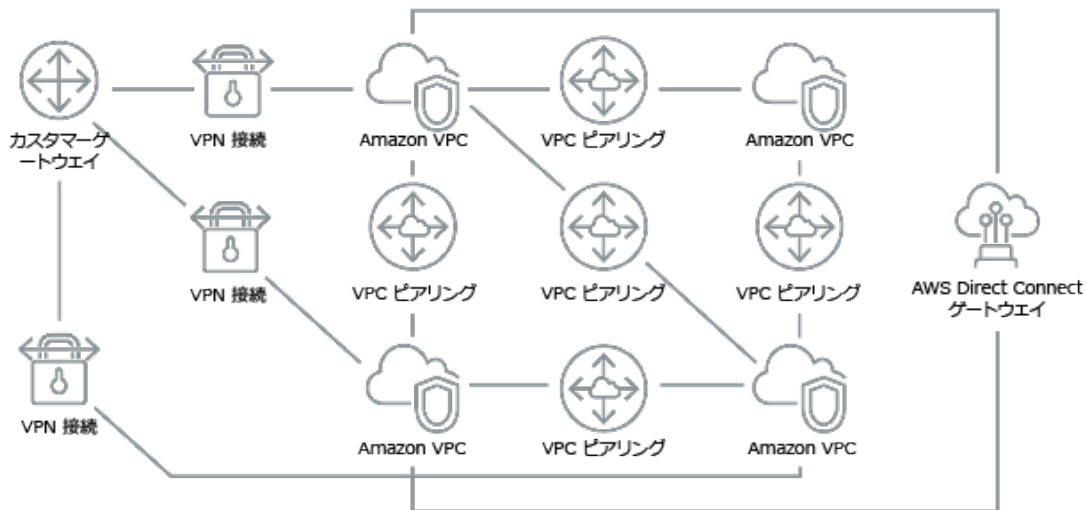 カスタマーゲ
ートウェイ
VPN 接続
Amazon VPC
VPC ピアリング
Amazon VPC
VPN 接続
VPC ピアリング
VPC ピアリング
VPC ピアリング
AWS Direct Connect
ゲートウェイ
VPN 接続
Amazon VPC
VPC ピアリング
Amazon VPC